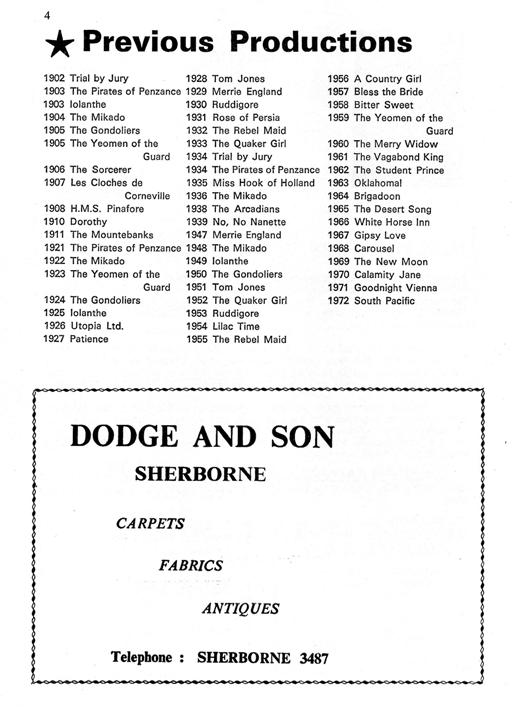 4
★ Previous Productions
1902 Trial by Jury
1903 The Pirates of Penzance
1903 Iolanthe
1904 The Mikado
1905 The Gondoliers
1905 The Yeomen of the
Guard
1906 The Sorcerer
1907 Les Cloches de
Corneville
1908 H.M.S. Pinafore
1910 Dorothy
1911 The Mountebanks
1921 The Pirates of Penzance
1922 The Mikado
1923 The Yeomen of the
Guard
1924 The Gondoliers
1925 Iolanthe
1926 Utopia Ltd.
1927 Patience
1928 Tom Jones
1929 Merrie England
1930 Ruddigore
1931 Rose of Persia
1932 The Rebel Maid
1933 The Quaker Girl
1934 Trial by Jury
1934 The Pirates of Penzance
1935 Miss Hook of Holland
1936 The Mikado
1938 The Arcadians
1939 No, No Nanette
1947 Merrie England
1948 The Mikado
1949 Iolanthe
1950 The Gondoliers
1951 Tom Jones
1952 The Quaker Girl
1953 Ruddigore
1954 Lilac Time
1955 The Rebel Maid
1956 A Country Girl
1957 Bless the Bride
1958 Bitter Sweet
1959 The Yeomen of the
Guard
1960 The Merry Widow
1961 The Vagabond King
1962 The Student Prince
1963 Oklahoma!
1964 Brigadoon
1965 The Desert Song
1966 White Horse Inn
1967 Gipsy Love
1968 Carousel
1969 The New Moon
1970 Calamity Jane
1971 Goodnight Vienna
1972 South Pacific
DODGE AND SON
SHERBORNE
CARPETS
FABRICS
ANTIQUES
Telephone : SHERBORNE 3487